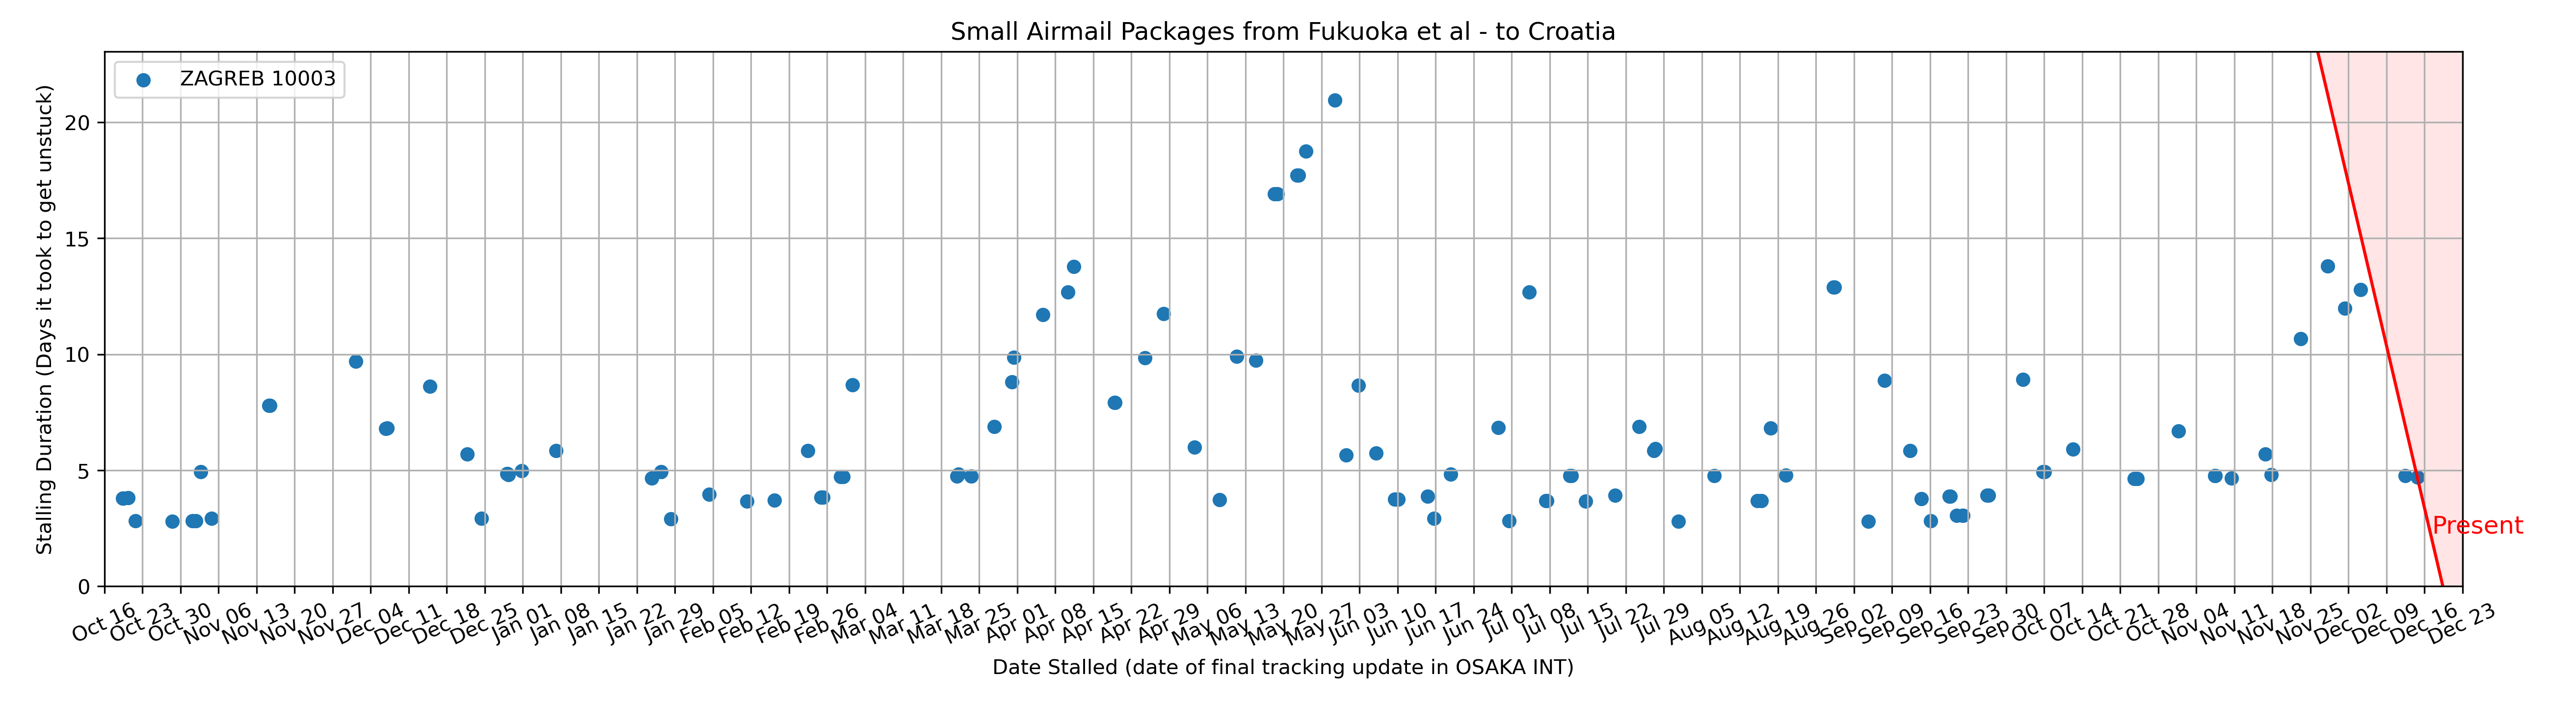 Small Airmail Packages from Fukuoka et al - to Croatia
ZAGREB 10003
Stalling Duration (Days it took to get unstuck)
20
15
10
5
0
Present
Oct 16 Oct 23 Oct 30 Nov 06 Nov 13 Nov 20 Nov 27 Dec 04 Dec 11 Dec 18 Dec 25 Jan 01 Jan 08 Jan 15 Jan 22 Jan 29 Feb 05 Feb 12 Feb 19 Feb 26 Mar 04 Mar 11 Mar 18 Mar 25 Apr 01 Apr 08 Apr 15 Apr 22 Apr 29 May 06 May 13 May 20 May 27 Jun 03 Jun 10 Jun 17 Jun 24 Jul 01 Jul 08 Jul 15 Jul 22 Jul 29 Aug 05 Aug 12 Aug 19 Aug 26 Sep 02 Sep 09 Sep 16 Sep 23 Sep 30 Oct 07 Oct 14 Oct 21 Oct 28 Nov 04 Nov 11 Nov 18 Nov 25 Dec 02 Dec 09 Dec 16 Dec 23
Date Stalled (date of final tracking update in OSAKA INT)